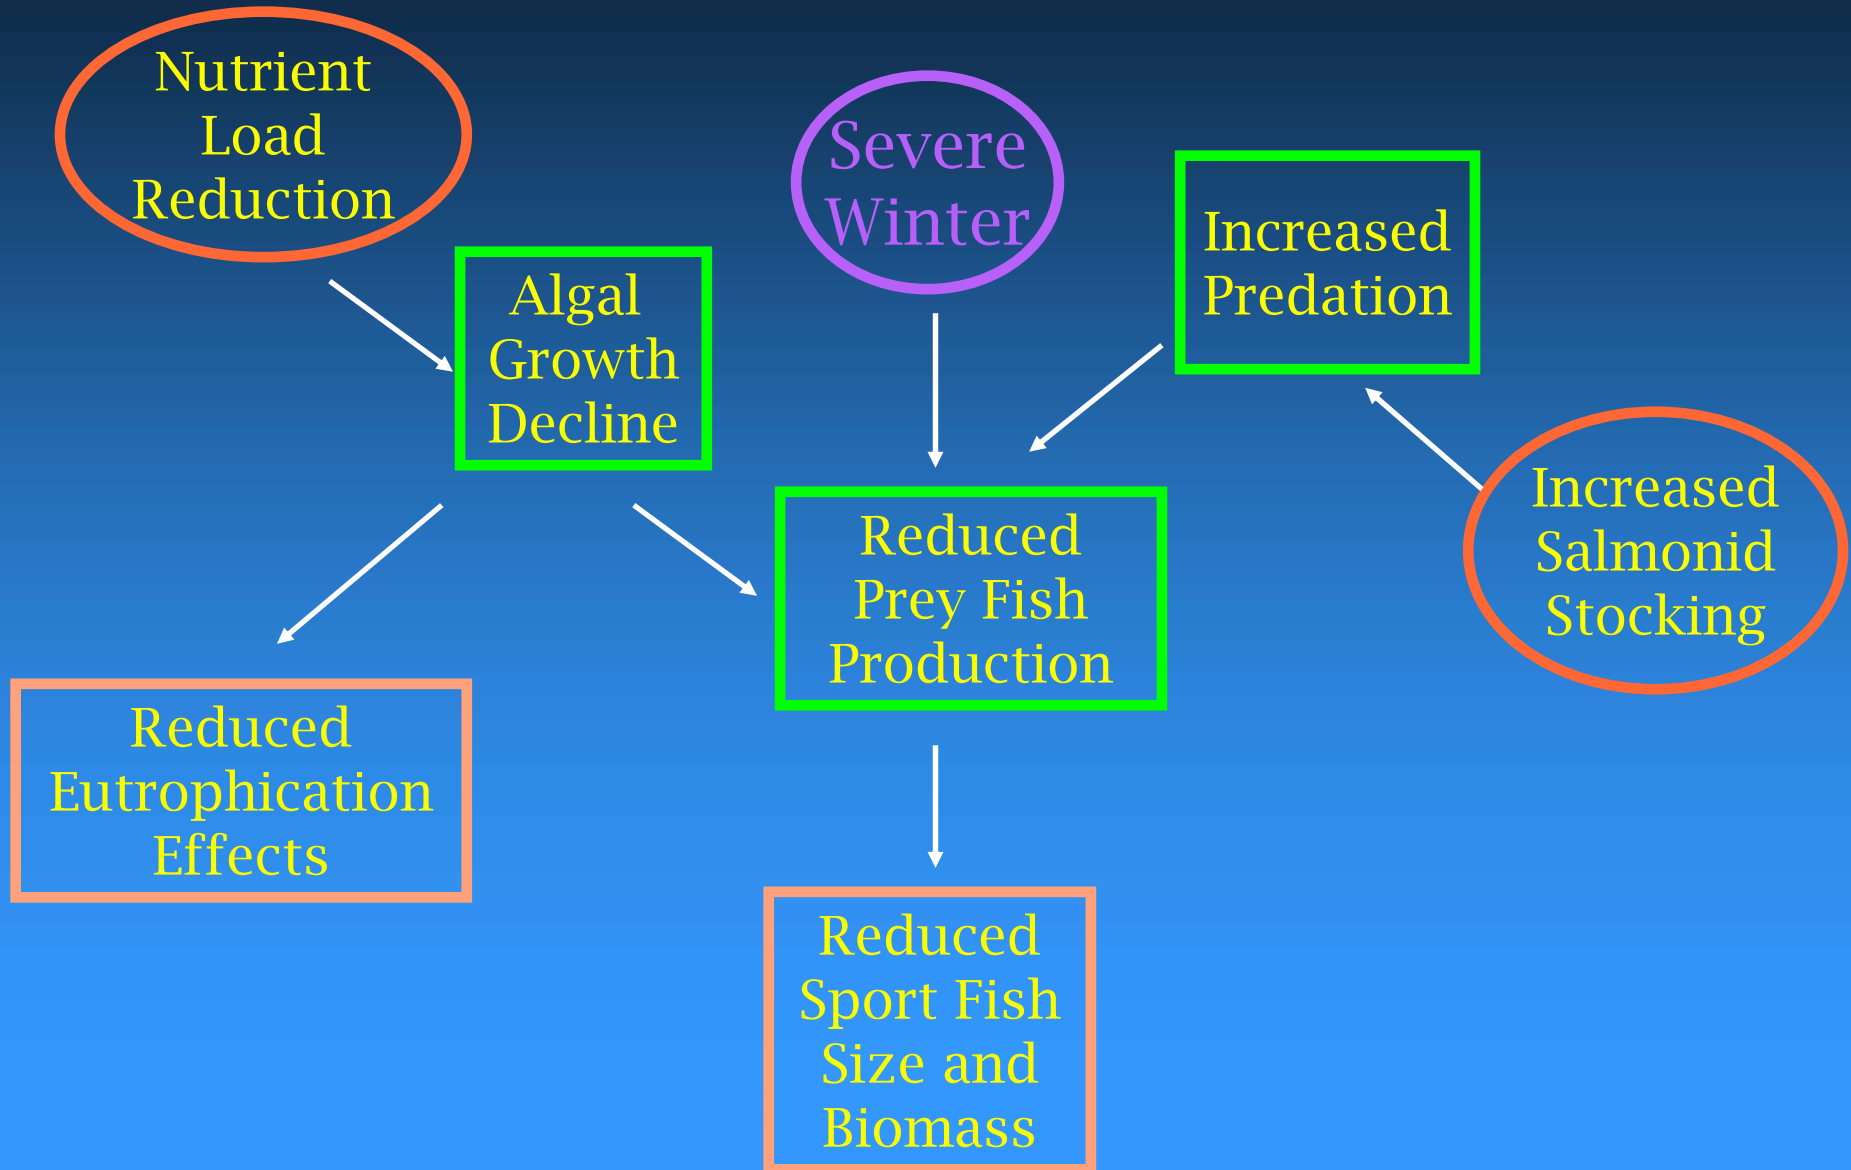 Nutrient
Load
Reduction
Severe
Winter
Increased
Predation
Algal
Growth
Decline
Increased
Salmonid
Stocking
Reduced
Prey Fish
Production
Reduced
Eutrophication
Effects
Reduced
Sport Fish
Size and
Biomass